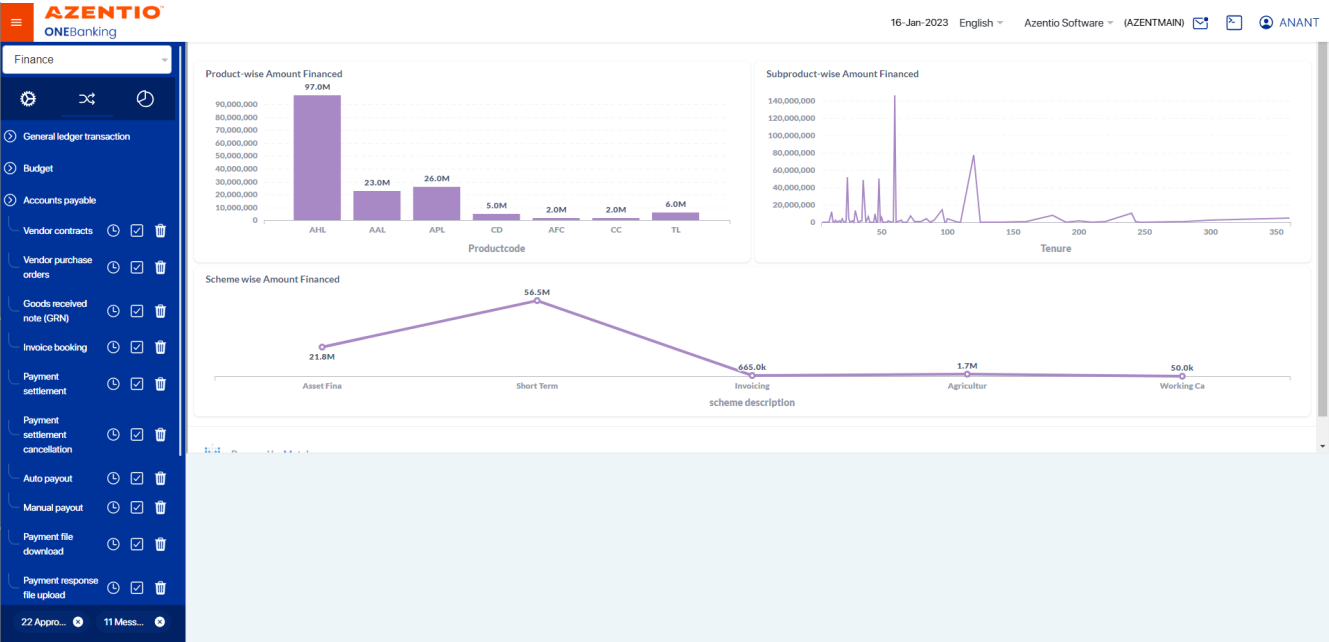 AZENTIO
ONEBanking
16-Jan-2023 English Azentio Software (AZENTMAIN) ANANT
Finance
General ledger transaction
Budget
Accounts payable
Vendor contracts
Vendor purchase
orders
Goods received
note (GRN)
Invoice booking
Payment
settlement
Payment
settlement
cancellation
Auto payout
Manual payout
Payment file
download
Payment response
file upload
22 Appro...
11 Mess...
Product-wise Amount Financed
97.0M
90,000,000
80,000,000
70,000,000
60,000,000
50,000,000
40,000,000
30,000,000
20,000,000
10,000,000
0
23.0M
26.0M
5.0M
2.0M
2.0M
6.0M
AHL AAL APL CD AFC CC TL
Productcode
Subproduct-wise Amount Financed
140,000,000
120,000,000
100,000,000
80,000,000
60,000,000
40,000,000
20,000,000
0
50 100 150 200 250 300 350
Tenure
Scheme wise Amount Financed
56.5M
21.8M
665.0k
1.7M
50.0k
Asset Fina Short Term Invoicing Agricultur Working Ca
scheme description